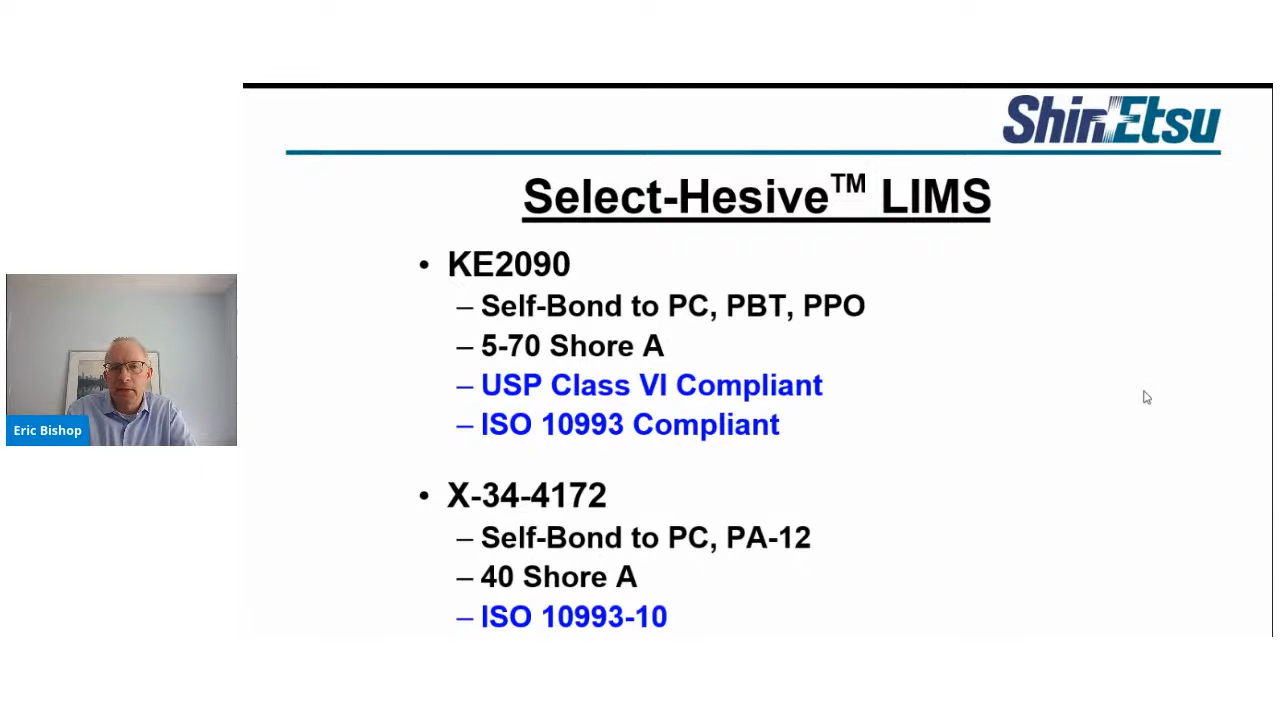 ShinEtsu
Select-Hesive™ LIMS
• KE2090
– Self-Bond to PC, PBT, PPO
– 5-70 Shore A
– USP Class VI Compliant
– ISO 10993 Compliant
• X-34-4172
– Self-Bond to PC, PA-12
– 40 Shore A
– ISO 10993-10
Eric Bishop